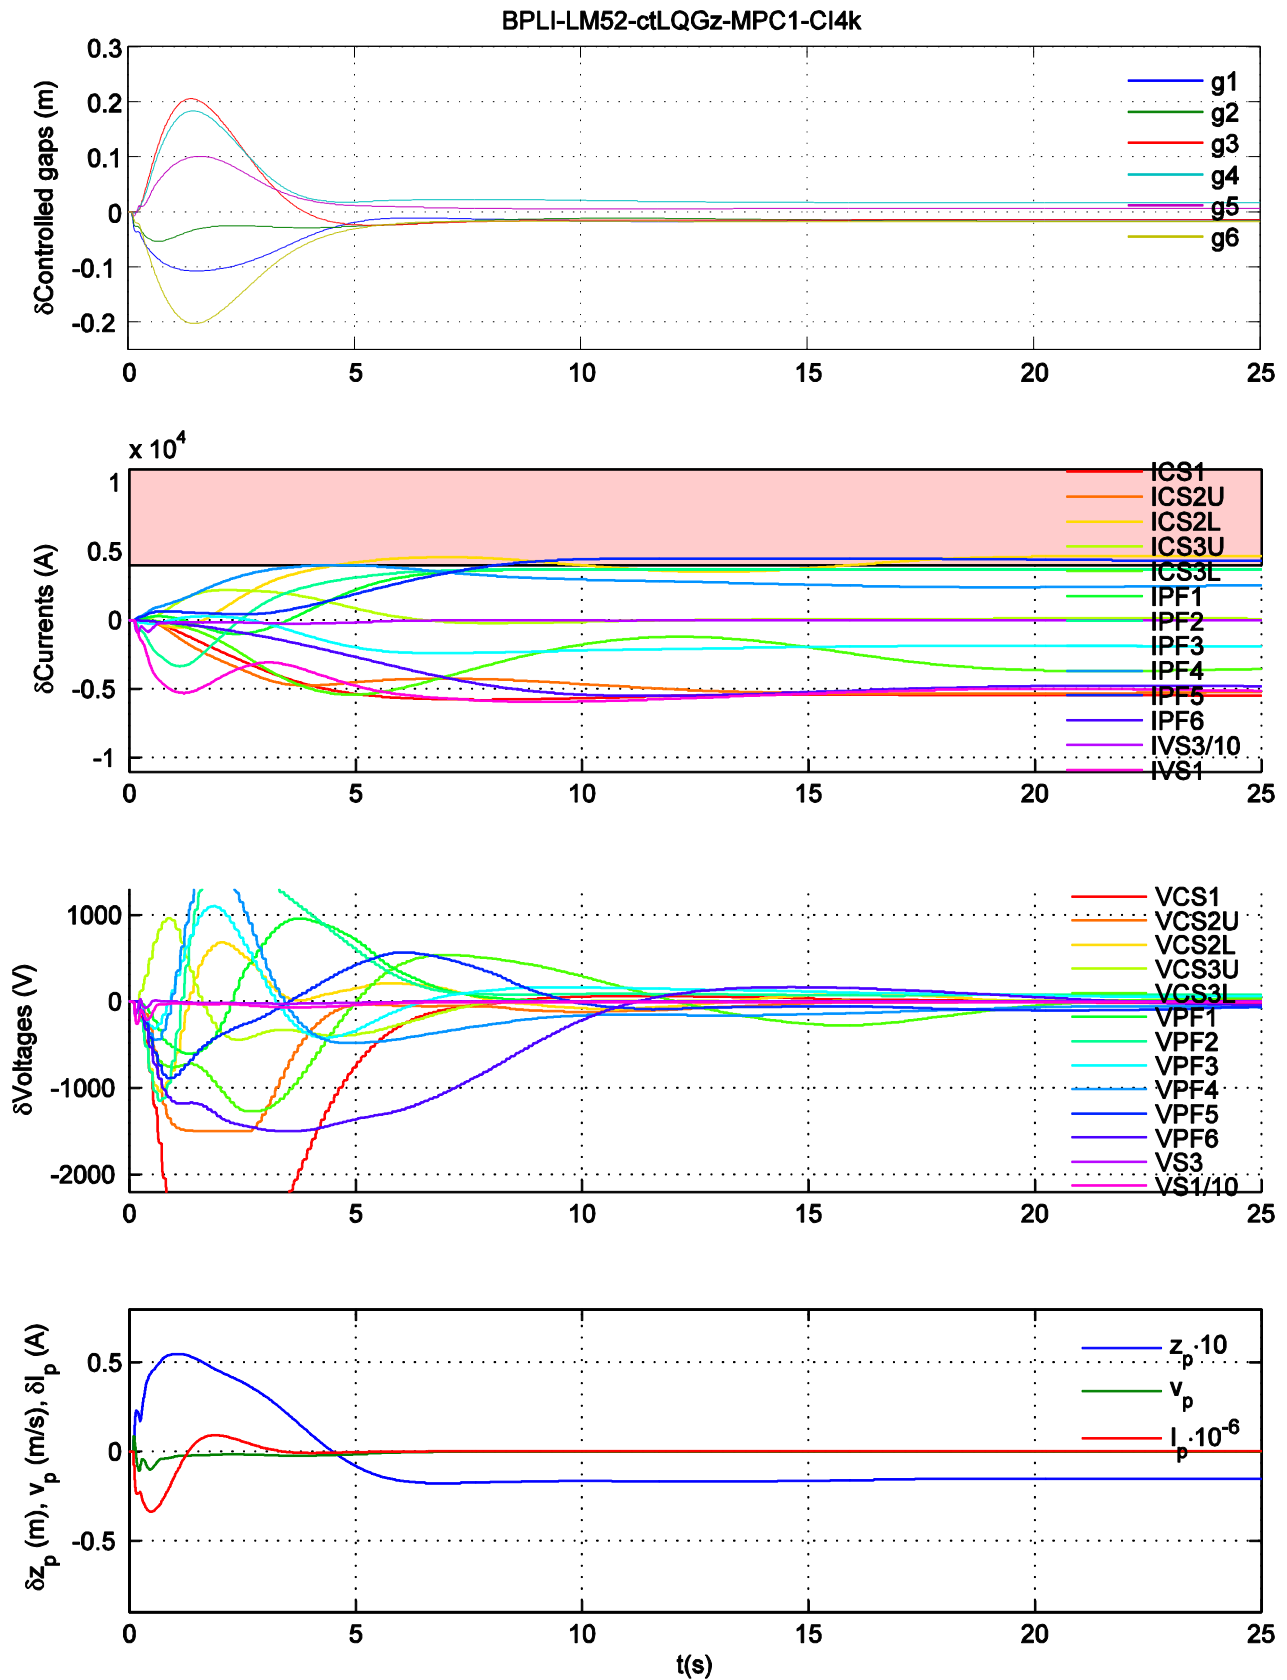 BPLI-LM52-ctLQGz-MPC1-CI4k
δControlled gaps (m)
0.3
0.2
0.1
0
-0.1
-0.2
0 5 10 15 20 25
g1
g2
g3
g4
g5
g6
x 10^4
δCurrents (A)
1
0.5
0
-0.5
-1
0 5 10 15 20 25
ICS1
ICS2U
ICS2L
ICS3U
ICS3L
IPF1
IPF2
IPF3
IPF4
IPF5
IPF6
IVS3/10
IVS1
δVoltages (V)
1000
0
-1000
-2000
0 5 10 15 20 25
VCS1
VCS2U
VCS2L
VCS3U
VCS3L
VPF1
VPF2
VPF3
VPF4
VPF5
VPF6
VS3
VS1/10
δz_p (m), v_p (m/s), δI_p (A)
0.5
0
-0.5
0 5 10 15 20 25
z_p·10
v_p
I_p·10^-6
t(s)